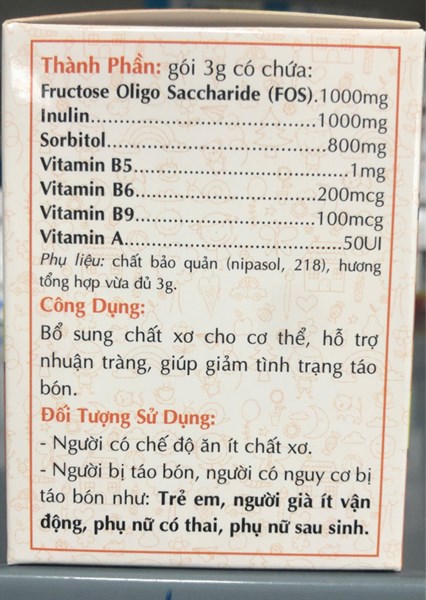 Thành Phần: gói 3g có chứa:
Fructose Oligo Saccharide (FOS).1000mg
Inulin..................................1000mg
Sorbitol.................................800mg
Vitamin B5................................1mg
Vitamin B6...........................200mcg
Vitamin B9...........................100mcg
Vitamin A.................................50UI
Phụ liệu: chất bảo quản (nipasol, 218), hương
tổng hợp vừa đủ 3g.
Công Dụng:
Bổ sung chất xơ cho cơ thể, hỗ trợ
nhuận tràng, giúp giảm tình trạng táo
bón.
Đối Tượng Sử Dụng:
- Người có chế độ ăn ít chất xơ.
- Người bị táo bón, người có nguy cơ bị
táo bón như: Trẻ em, người già ít vận
động, phụ nữ có thai, phụ nữ sau sinh.